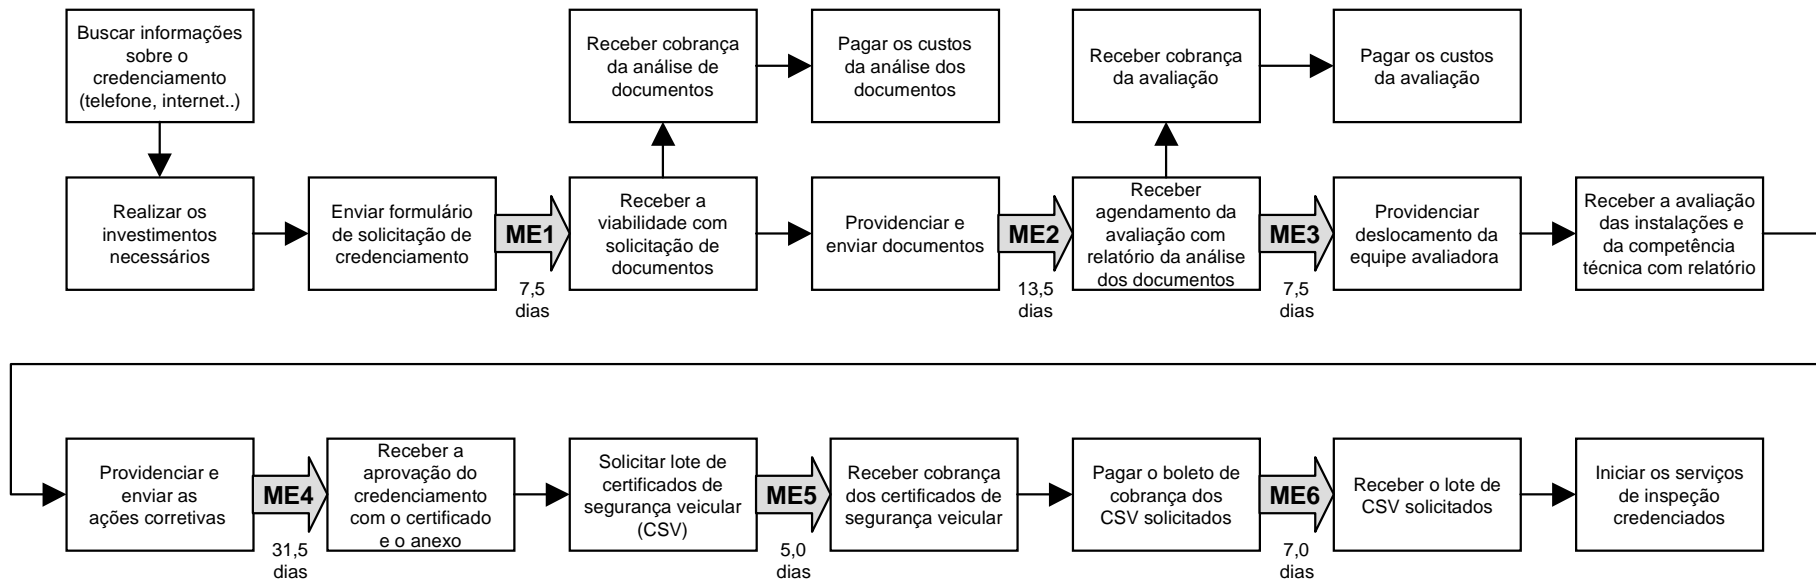 Buscar informações
sobre o
credenciamento
(telefone, internet..)
Receber cobrança
da análise de
documentos
Pagar os custos
da análise dos
documentos
Receber cobrança
da avaliação
Pagar os custos
da avaliação
Realizar os
investimentos
necessários
Enviar formulário
de solicitação de
credenciamento
ME1
7,5
dias
Receber a
viabilidade com
solicitação de
documentos
Providenciar e
enviar documentos
ME2
13,5
dias
Receber
agendamento da
avaliação com
relatório da análise
dos documentos
ME3
7,5
dias
Providenciar
deslocamento da
equipe avaliadora
Receber a avaliação
das instalações e
da competência
técnica com relatório
Providenciar e
enviar as
ações corretivas
ME4
31,5
dias
Receber a
aprovação do
credenciamento
com o certificado
e o anexo
Solicitar lote de
certificados de
segurança veicular
(CSV)
ME5
5,0
dias
Receber cobrança
dos certificados de
segurança veicular
Pagar o boleto de
cobrança dos
CSV solicitados
ME6
7,0
dias
Receber o lote de
CSV solicitados
Iniciar os serviços
de inspeção
credenciados